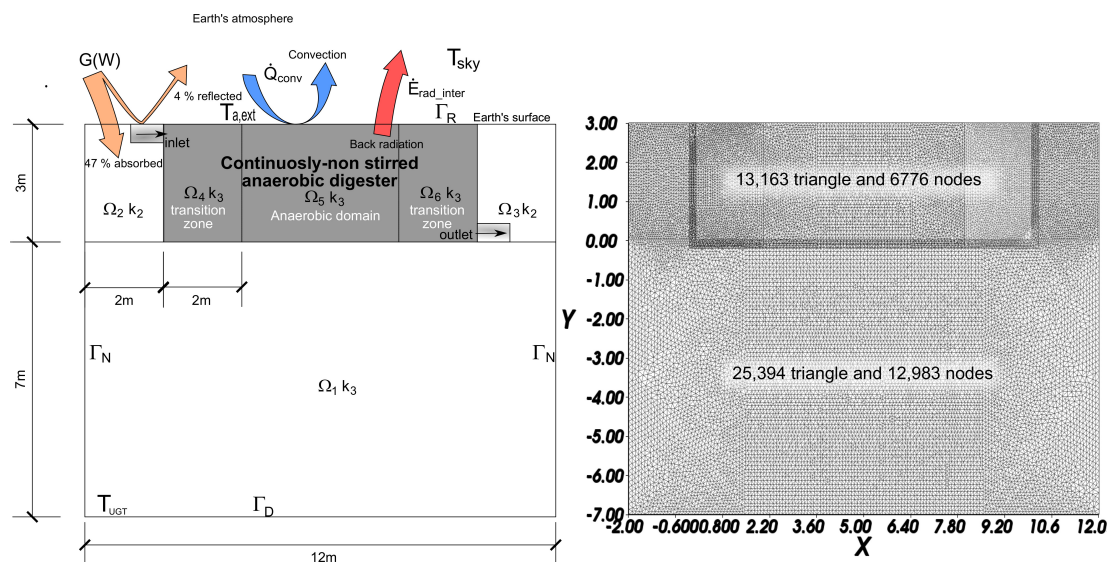 Earth's atmosphere
G(W)
Convection
Q̇conv
Tsky
Ėrad_inter
4 % reflected
Ta,ext
ΓR
Earth's surface
inlet
Back radiation
47 % absorbed
Continuosly-non stirred
anaerobic digester
3m
Ω2 k2
Ω4 k3
transition
zone
Ω5 k3
Anaerobic domain
Ω6 k3
transition
zone
Ω3 k2
outlet
2m
2m
ΓN
ΓN
7m
Ω1 k3
TUGT
ΓD
12m
3.00
2.00
1.00
0.00
-1.00
-2.00
-3.00
-4.00
-5.00
-6.00
-7.00
Y
13,163 triangle and 6776 nodes
25,394 triangle and 12,983 nodes
-2.00 -0.600 0.800 2.20 3.60 5.00 6.40 7.80 9.20 10.6 12.0
X